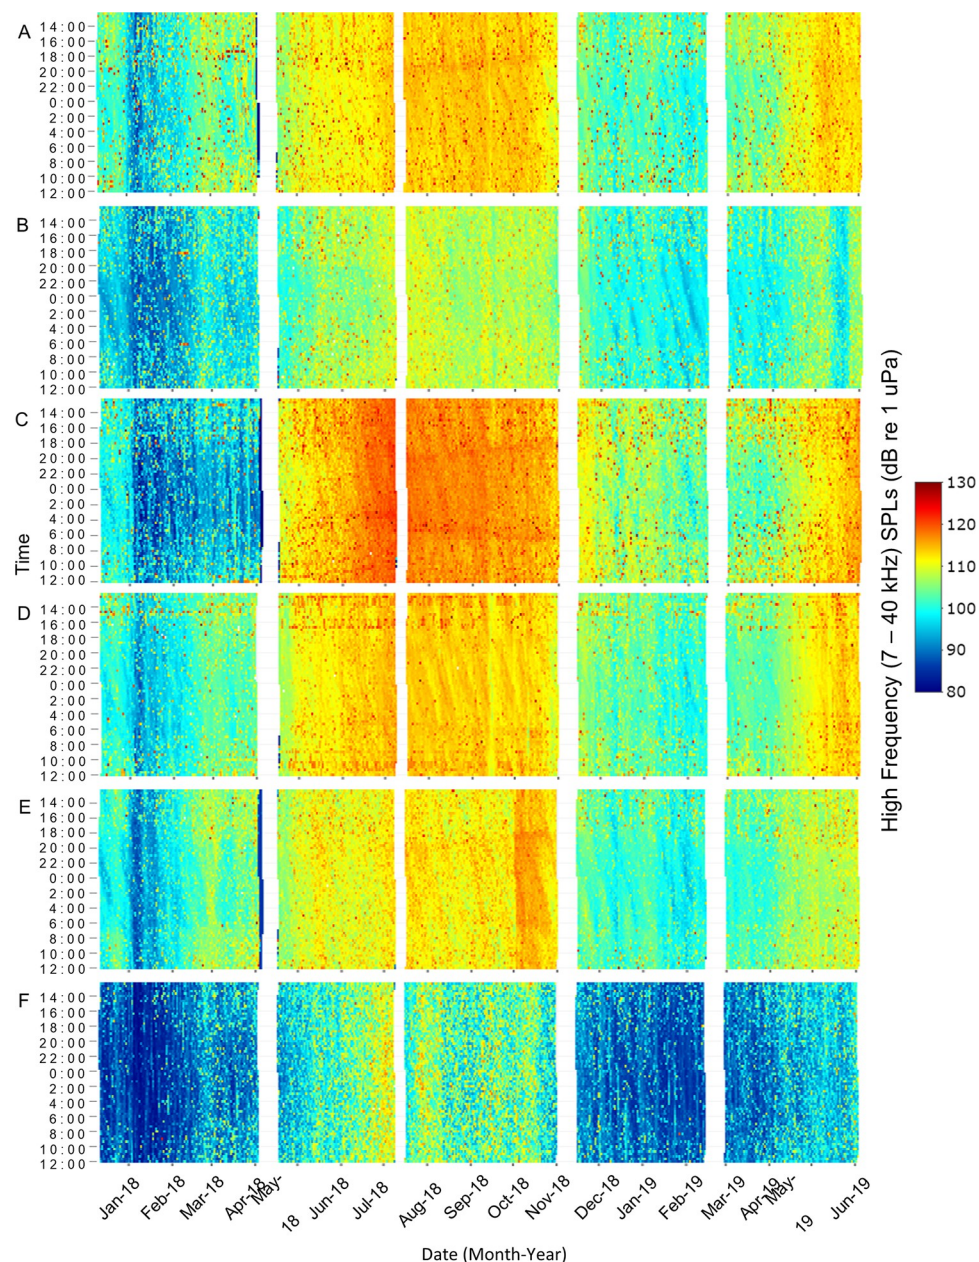 A
14:00
16:00
18:00
20:00
22:00
0:00
2:00
4:00
6:00
8:00
10:00
12:00
B
14:00
16:00
18:00
20:00
22:00
0:00
2:00
4:00
6:00
8:00
10:00
12:00
C
14:00
16:00
18:00
20:00
22:00
0:00
2:00
4:00
6:00
8:00
10:00
12:00
Time
D
14:00
16:00
18:00
20:00
22:00
0:00
2:00
4:00
6:00
8:00
10:00
12:00
E
14:00
16:00
18:00
20:00
22:00
0:00
2:00
4:00
6:00
8:00
10:00
12:00
F
14:00
16:00
18:00
20:00
22:00
0:00
2:00
4:00
6:00
8:00
10:00
12:00
Jan-18
Feb-18
Mar-18
Apr-18
May-
18
Jun-18
Jul-18
Aug-18
Sep-18
Oct-18
Nov-18
Dec-18
Jan-19
Feb-19
Mar-19
Apr-19
May-
19
Jun-19
Date (Month-Year)
High Frequency (7 – 40 kHz) SPLs (dB re 1 uPa)
130
120
110
100
90
80